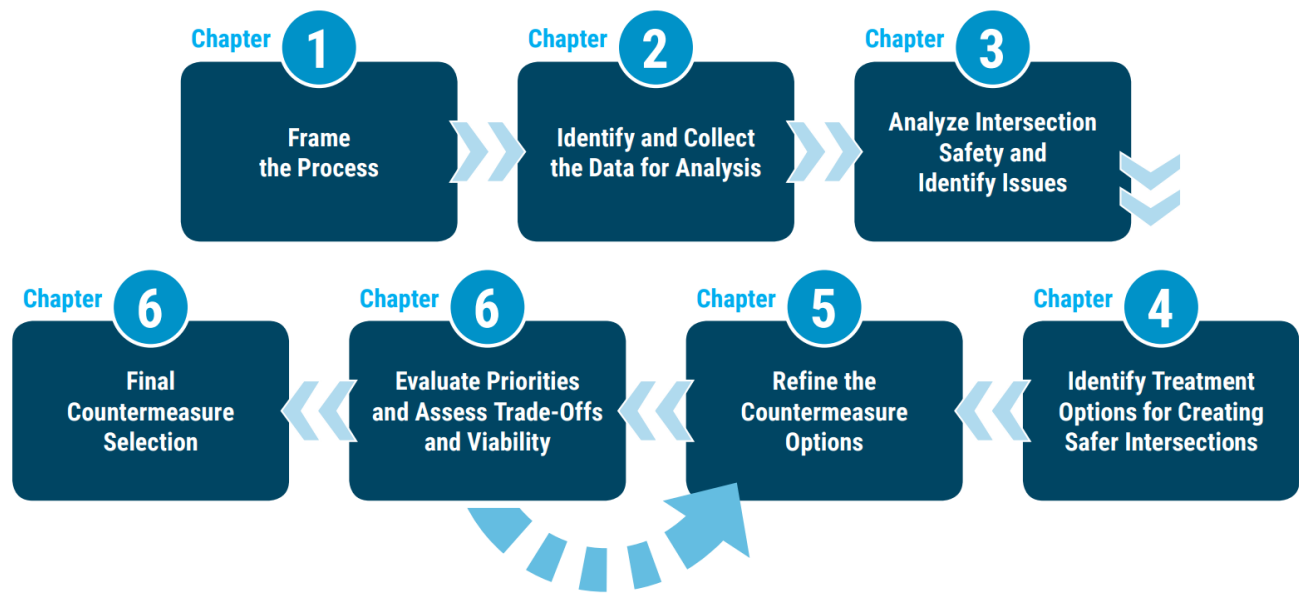 Chapter 1
Frame
the Process
Chapter 2
Identify and Collect
the Data for Analysis
Chapter 3
Analyze Intersection
Safety and
Identify Issues
Chapter 4
Identify Treatment
Options for Creating
Safer Intersections
Chapter 5
Refine the
Countermeasure
Options
Chapter 6
Evaluate Priorities
and Assess Trade-Offs
and Viability
Chapter 6
Final
Countermeasure
Selection